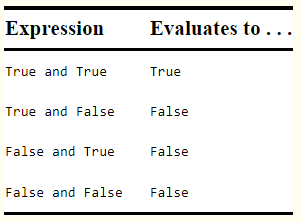 Expression Evaluates to . . .
True and True True
True and False False
False and True False
False and False False